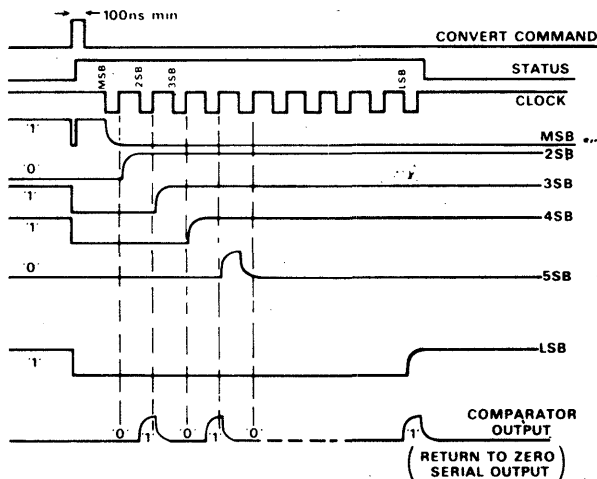 100ns min
CONVERT COMMAND
STATUS
MSB 2SB 3SB LSB
CLOCK
'1' MSB
'0' 2SB
'1' 3SB
'1' 4SB
'0' 5SB
'1' LSB
COMPARATOR
OUTPUT
'0' '1' '0' '1' '0' '1'
(RETURN TO ZERO
SERIAL OUTPUT)